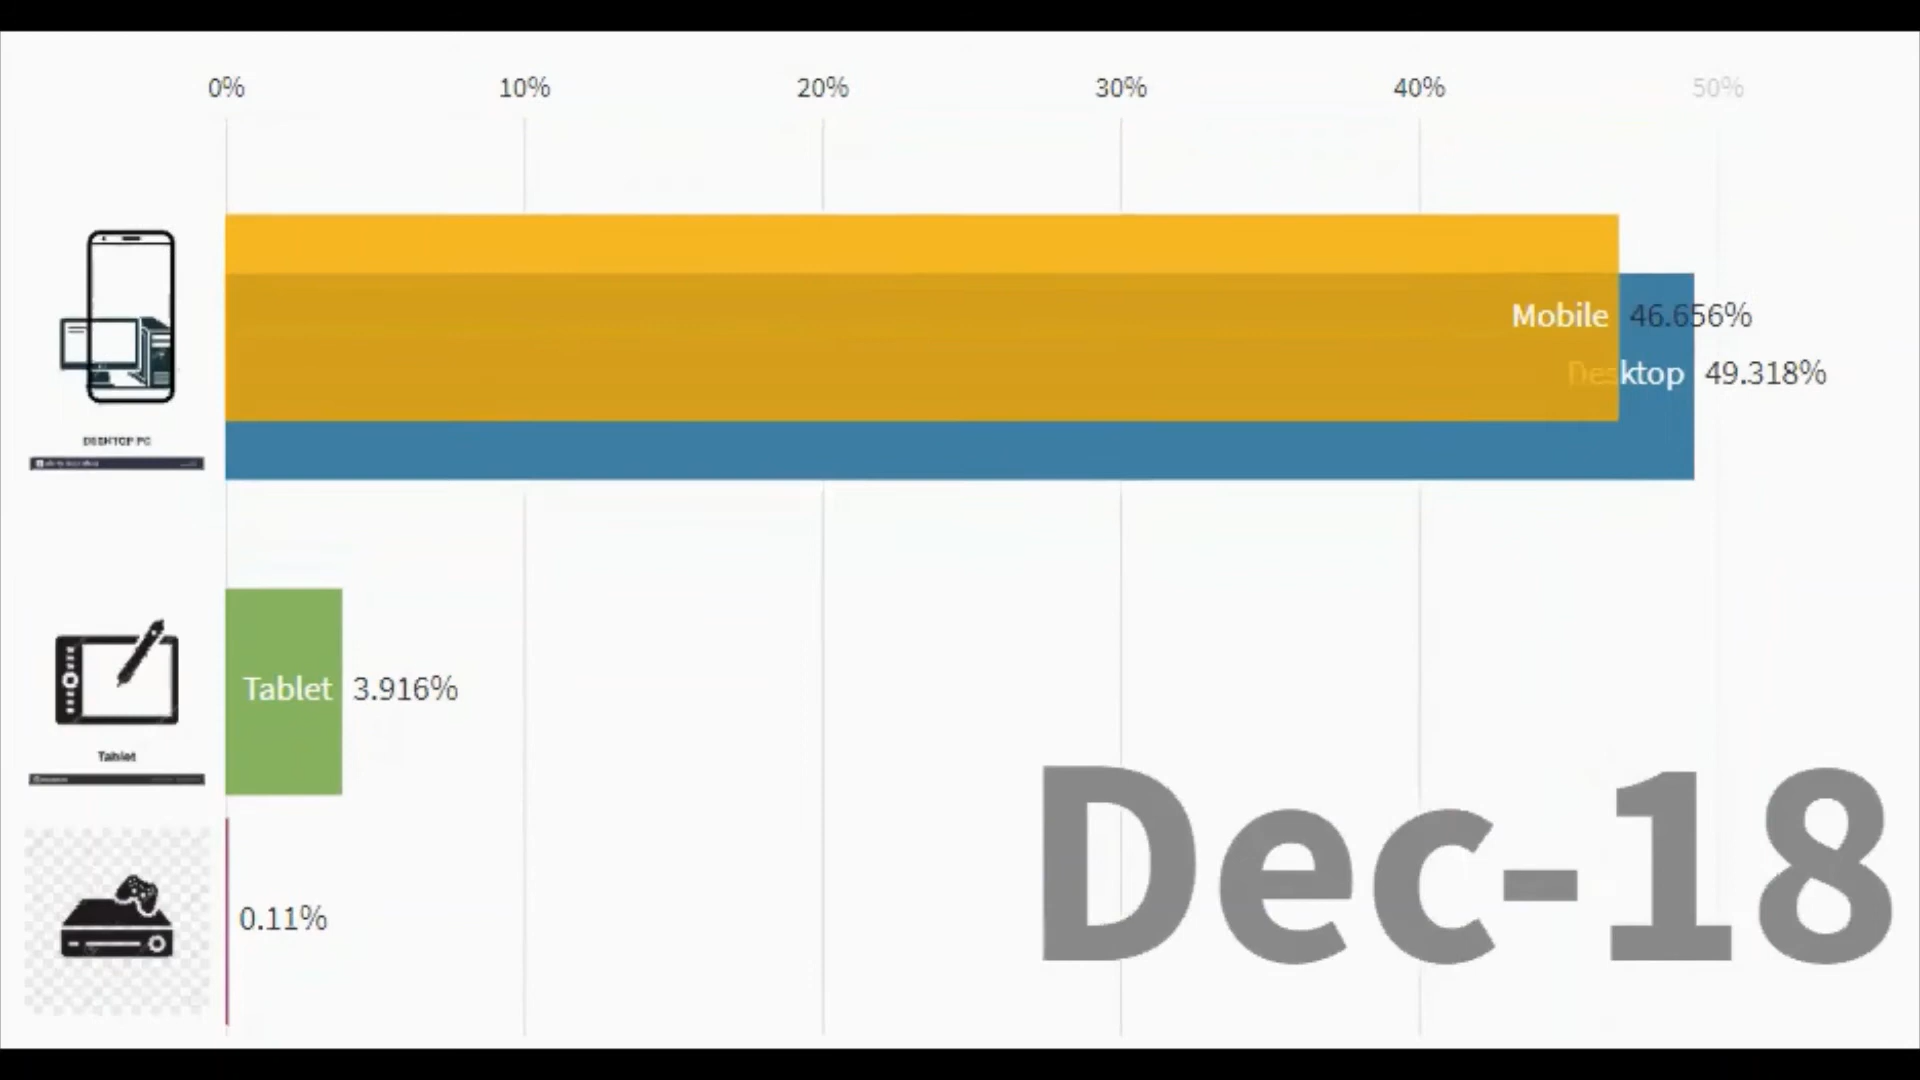 0% 10% 20% 30% 40% 50%
Mobile 46.656%
Desktop 49.318%
DESKTOP PC
Tablet 3.916%
Tablet
0.11%
Dec-18